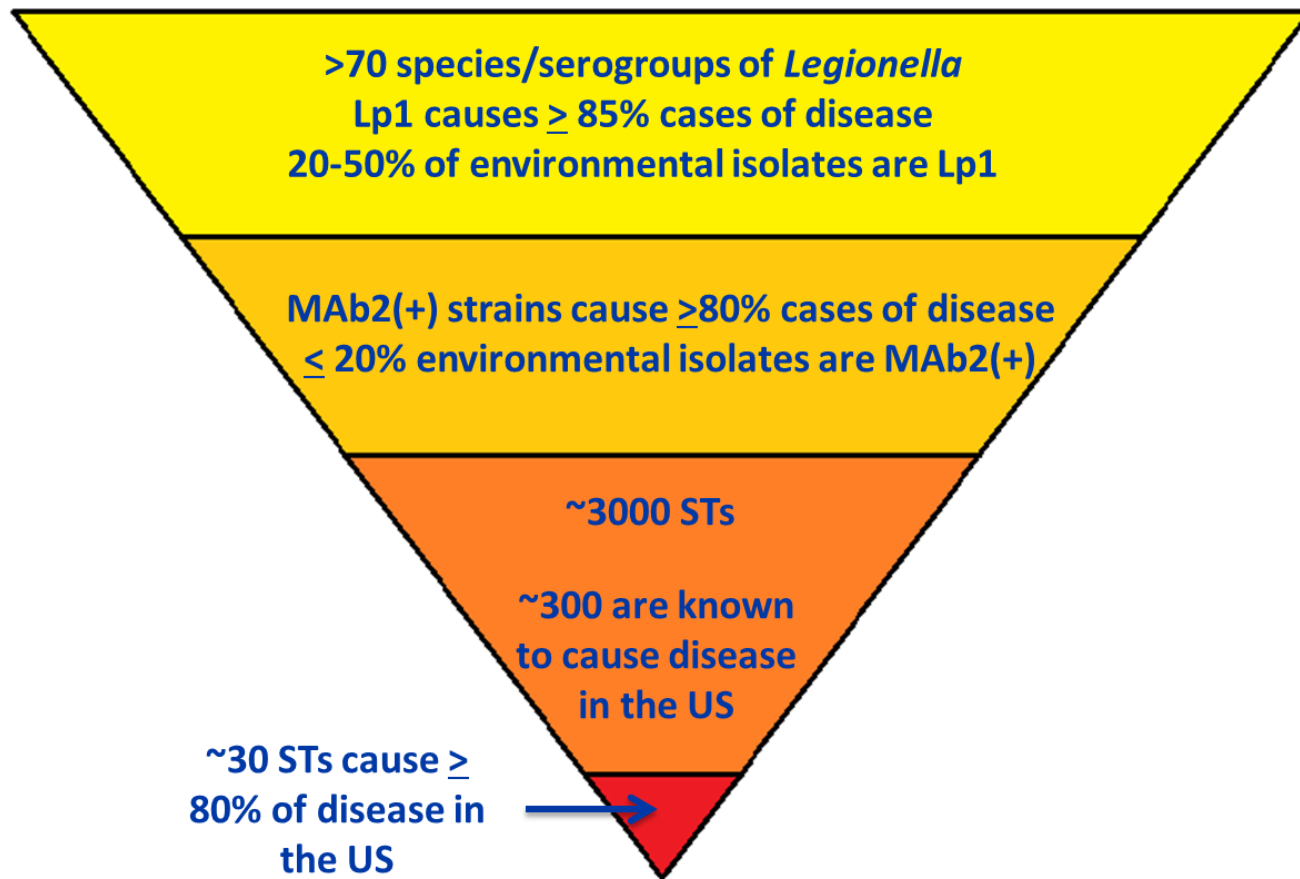 >70 species/serogroups of Legionella
Lp1 causes ≥ 85% cases of disease
20-50% of environmental isolates are Lp1
MAb2(+) strains cause ≥80% cases of disease
≤ 20% environmental isolates are MAb2(+)
~3000 STs
~300 are known
to cause disease
in the US
~30 STs cause ≥
80% of disease in
the US